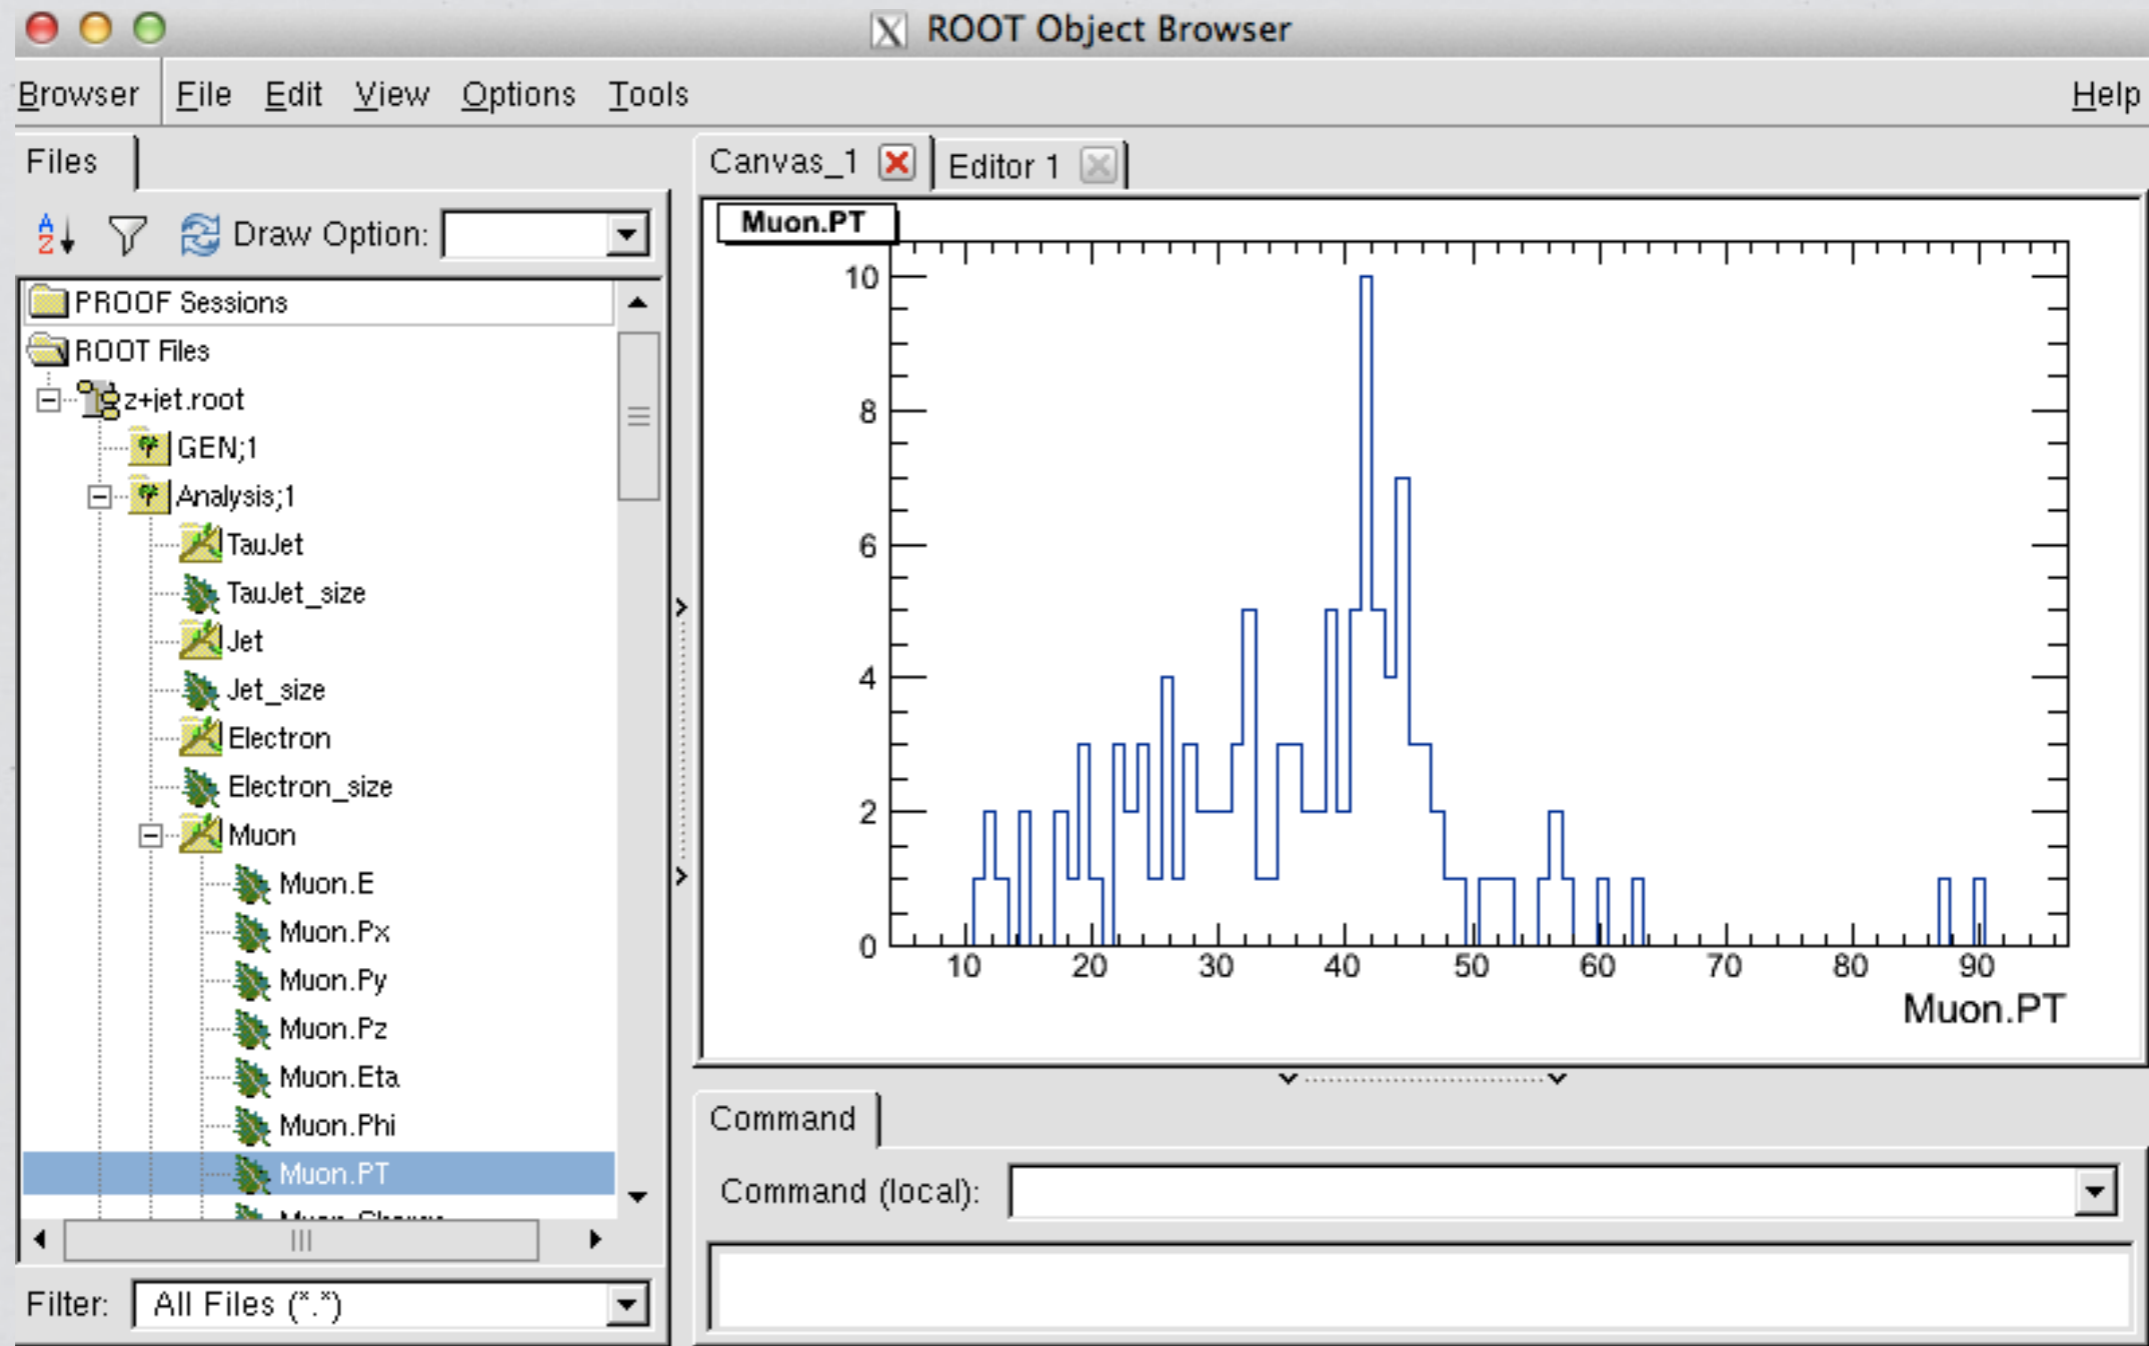 ROOT Object Browser
Browser File Edit View Options Tools Help
Files
Draw Option:
PROOF Sessions
ROOT Files
z+jet.root
GEN;1
Analysis;1
TauJet
TauJet_size
Jet
Jet_size
Electron
Electron_size
Muon
Muon.E
Muon.Px
Muon.Py
Muon.Pz
Muon.Eta
Muon.Phi
Muon.PT
Filter: All Files (*.*)
Canvas_1 Editor 1
Muon.PT
10
8
6
4
2
0
10 20 30 40 50 60 70 80 90
Muon.PT
Command
Command (local):